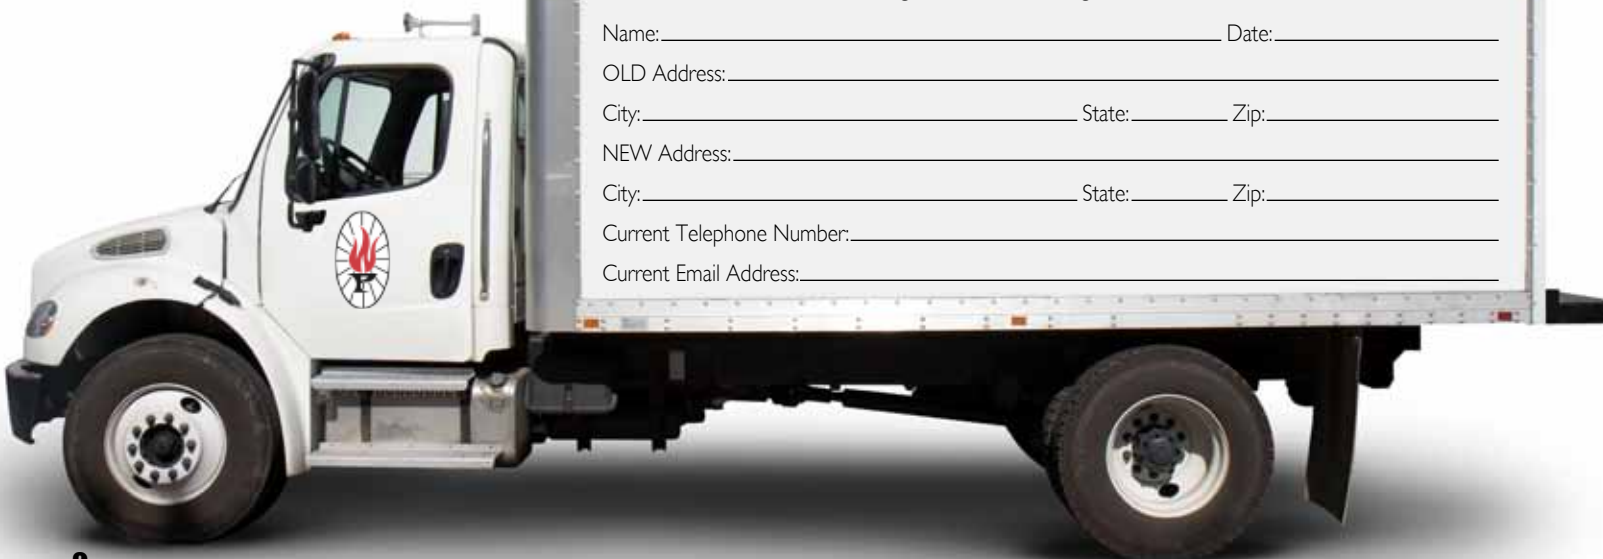 Name: Date:
OLD Address:
City: State: Zip:
NEW Address:
City: State: Zip:
Current Telephone Number:
Current Email Address:
P